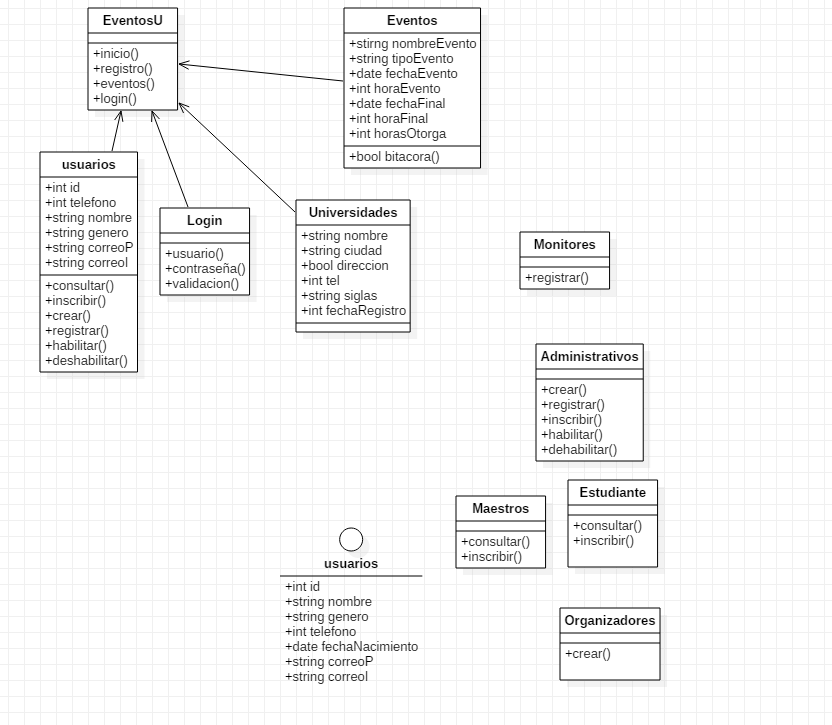 EventosU
+inicio()
+registro()
+eventos()
+login()
Eventos
+stirng nombreEvento
+string tipoEvento
+date fechaEvento
+int horaEvento
+date fechaFinal
+int horaFinal
+int horasOtorga
+bool bitacora()
usuarios
+int id
+int telefono
+string nombre
+string genero
+string correoP
+string correoI
+consultar()
+inscribir()
+crear()
+registrar()
+habilitar()
+deshabilitar()
Login
+usuario()
+contraseña()
+validacion()
Universidades
+string nombre
+string ciudad
+bool direccion
+int tel
+string siglas
+int fechaRegistro
Monitores
+registrar()
Administrativos
+crear()
+registrar()
+inscribir()
+habilitar()
+dehabilitar()
Maestros
+consultar()
+inscribir()
Estudiante
+consultar()
+inscribir()
usuarios
+int id
+string nombre
+string genero
+int telefono
+date fechaNacimiento
+string correoP
+string correoI
Organizadores
+crear()